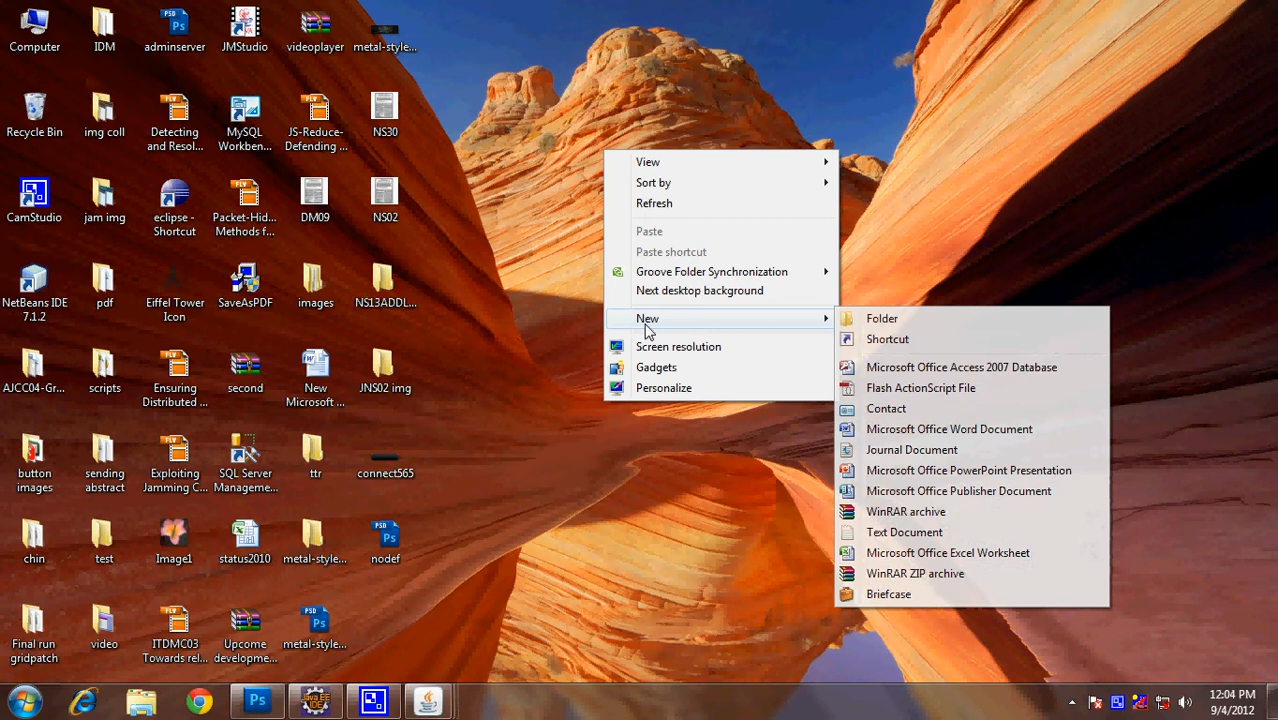 Computer
IDM
adminserver
JMStudio
videoplayer
metal-style...
Recycle Bin
img coll
Detecting
and Resol...
MySQL
Workben...
JS-Reduce-
Defending ...
NS30
CamStudio
jam img
eclipse -
Shortcut
Packet-Hid...
Methods f...
DM09
NS02
NetBeans IDE
7.1.2
pdf
Eiffel Tower
Icon
SaveAsPDF
images
NS13ADDL...
AJCC04-Gr...
scripts
Ensuring
Distributed ...
second
New
Microsoft ...
JNS02 img
button
images
sending
abstract
Exploiting
Jamming C...
SQL Server
Manageme...
ttr
connect565
chin
test
Image1
status2010
metal-style...
nodef
Final run
gridpatch
video
ITDMC03
Towards rel...
Upcome
developme...
metal-style...
View
Sort by
Refresh
Paste
Paste shortcut
Groove Folder Synchronization
Next desktop background
New
Screen resolution
Gadgets
Personalize
Folder
Shortcut
Microsoft Office Access 2007 Database
Flash ActionScript File
Contact
Microsoft Office Word Document
Journal Document
Microsoft Office PowerPoint Presentation
Microsoft Office Publisher Document
WinRAR archive
Text Document
Microsoft Office Excel Worksheet
WinRAR ZIP archive
Briefcase
Ps
Java EE
IDE
12:04 PM
9/4/2012